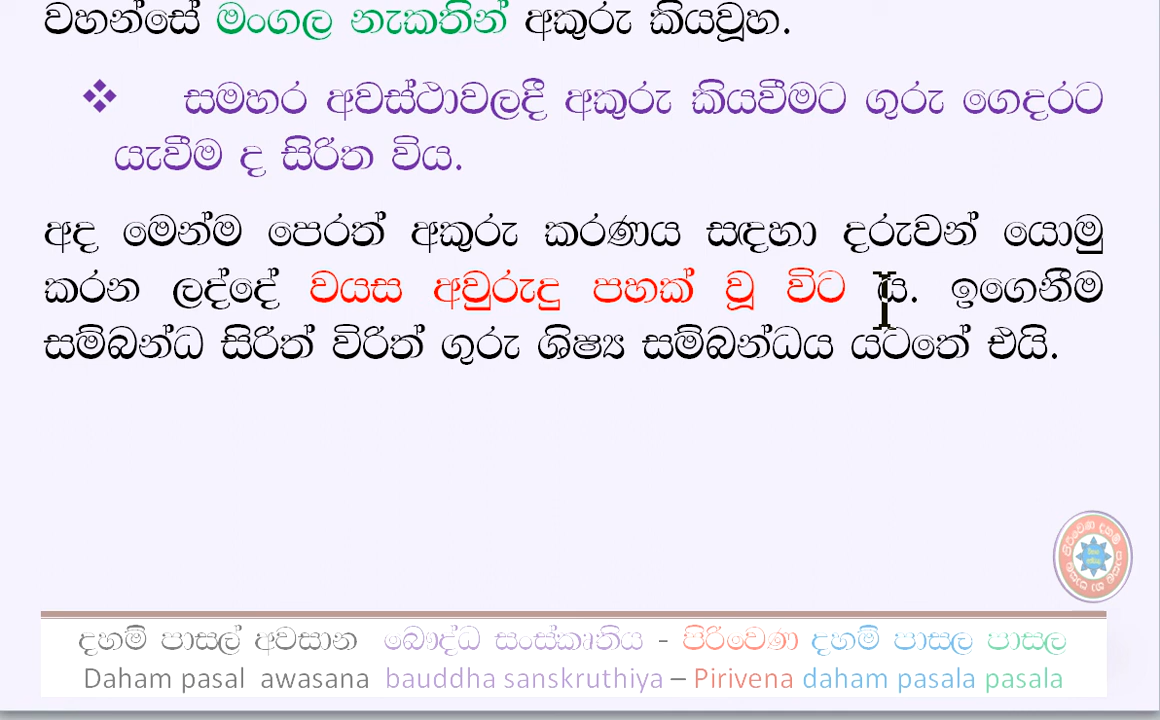 වහන්සේ මංගල නැකතින් අකුරු කියවූහ.
❖ සමහර අවස්ථාවලදී අකුරු කියවීමට ගුරු ගෙදරට
යැවීම ද සිරිත විය.
අද මෙන්ම පෙරත් අකුරු කරණය සඳහා දරුවන් යොමු
කරන ලද්දේ වයස අවුරුදු පහක් වූ විට ය. ඉගෙනීම
සම්බන්ධ සිරිත් විරිත් ගුරු ශිෂ්‍ය සම්බන්ධය යටතේ එයි.
දහම් පාසල් අවසාන බෞද්ධ සංස්කෘතිය - පිරිවෙණ දහම් පාසල පාසල
Daham pasal awasana bauddha sanskruthiya – Pirivena daham pasala pasala